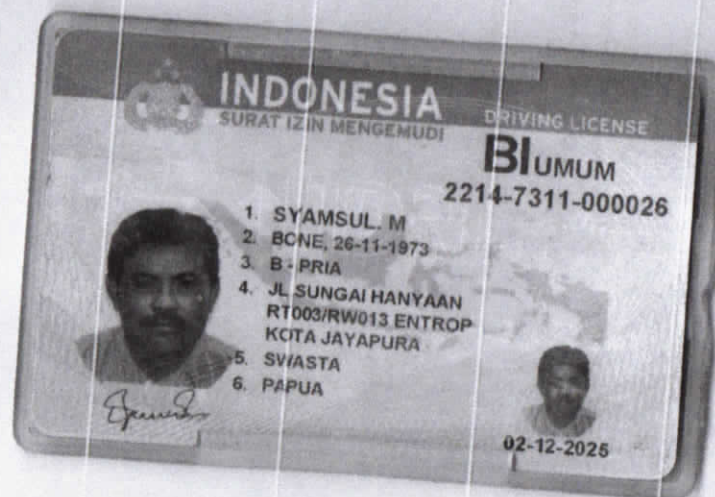 INDONESIA
SURAT IZIN MENGEMUDI
DRIVING LICENSE
BI UMUM
2214-7311-000026
1. SYAMSUL. M
2. BONE, 26-11-1973
3. B - PRIA
4. JL SUNGAI HANYAAN
RT003/RW013 ENTROP
KOTA JAYAPURA
5. SWASTA
6. PAPUA
02-12-2025